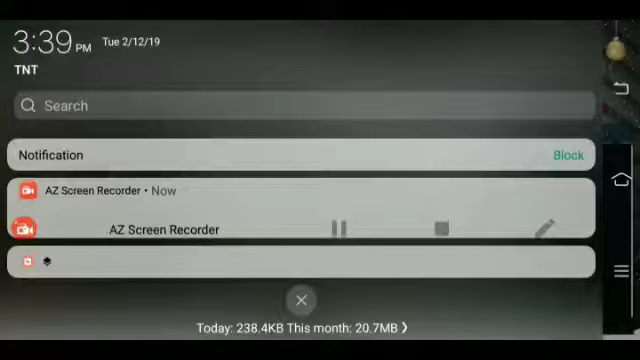 3:39 PM Tue 2/12/19
TNT
Search
Notification Block
AZ Screen Recorder • Now
AZ Screen Recorder
Today: 238.4KB This month: 20.7MB ❯